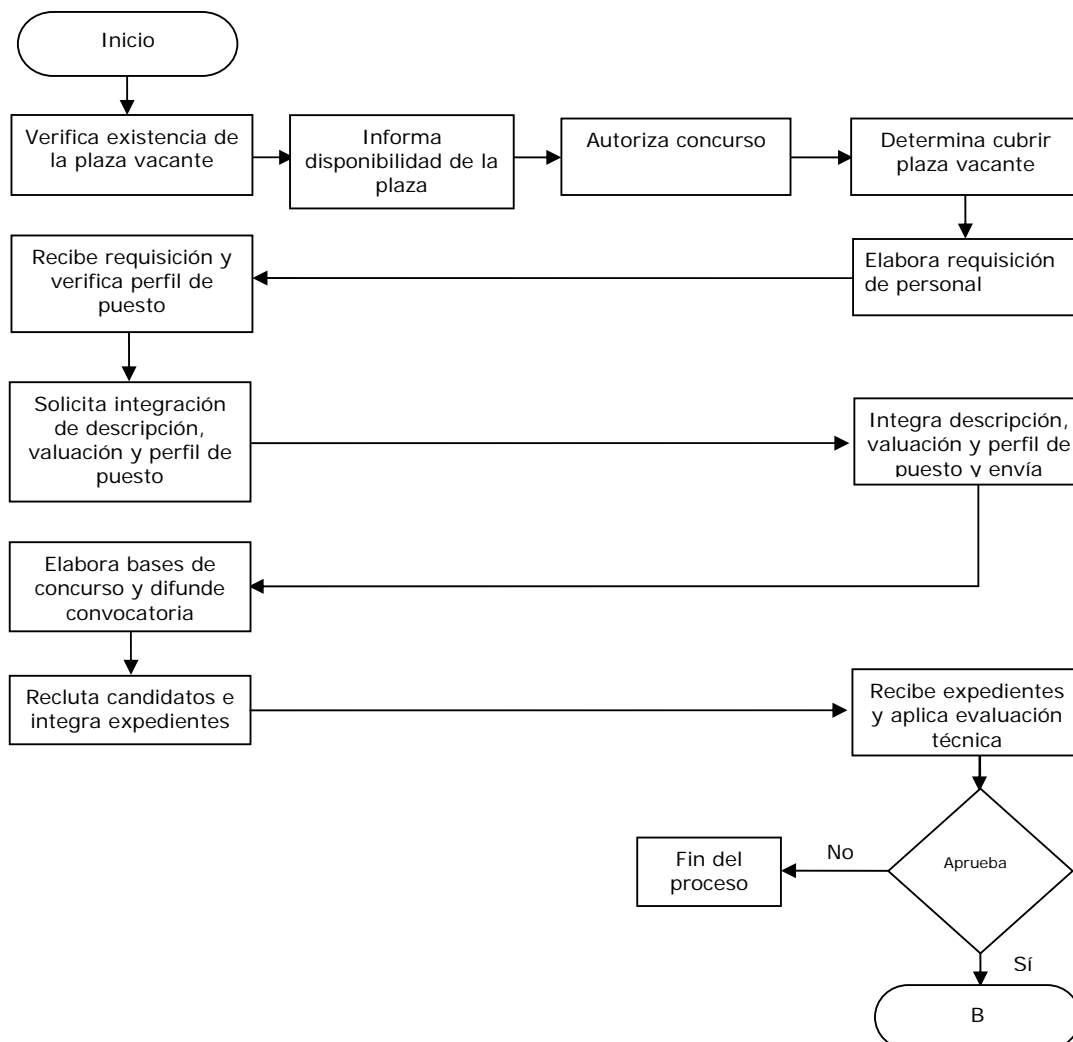 Inicio
Verifica existencia de
la plaza vacante
Informa
disponibilidad de la
plaza
Autoriza concurso
Determina cubrir
plaza vacante
Recibe requisición y
verifica perfil de
puesto
Elabora requisición
de personal
Solicita integración
de descripción,
valuación y perfil de
puesto
Integra descripción,
valuación y perfil de
puesto y envía
Elabora bases de
concurso y difunde
convocatoria
Recluta candidatos e
integra expedientes
Recibe expedientes
y aplica evaluación
técnica
Fin del
proceso
No
Aprueba
Sí
B